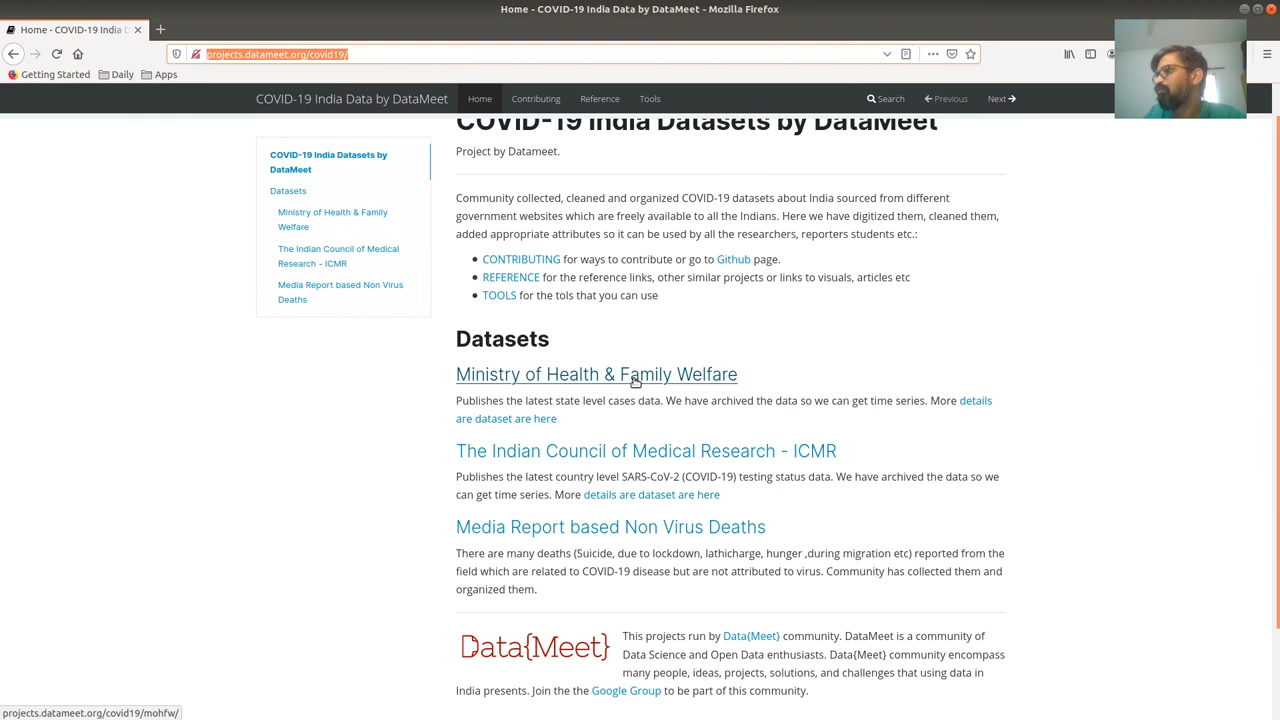 Home - COVID-19 India Data by DataMeet - Mozilla Firefox
Home - COVID-19 India D
projects.datameet.org/covid19/
Getting Started Daily Apps
COVID-19 India Data by DataMeet Home Contributing Reference Tools Search Previous Next
COVID-19 India Datasets by DataMeet
Project by Datameet.
COVID-19 India Datasets by
DataMeet
Datasets
Ministry of Health & Family
Welfare
The Indian Council of Medical
Research - ICMR
Media Report based Non Virus
Deaths
Community collected, cleaned and organized COVID-19 datasets about India sourced from different
government websites which are freely available to all the Indians. Here we have digitized them, cleaned them,
added appropriate attributes so it can be used by all the researchers, reporters students etc.:
CONTRIBUTING for ways to contribute or go to Github page.
REFERENCE for the reference links, other similar projects or links to visuals, articles etc
TOOLS for the tols that you can use
Datasets
Ministry of Health & Family Welfare
Publishes the latest state level cases data. We have archived the data so we can get time series. More details
are dataset are here
The Indian Council of Medical Research - ICMR
Publishes the latest country level SARS-CoV-2 (COVID-19) testing status data. We have archived the data so we
can get time series. More details are dataset are here
Media Report based Non Virus Deaths
There are many deaths (Suicide, due to lockdown, lathicharge, hunger ,during migration etc) reported from the
field which are related to COVID-19 disease but are not attributed to virus. Community has collected them and
organized them.
Data{Meet}
This projects run by Data{Meet} community. DataMeet is a community of
Data Science and Open Data enthusiasts. Data{Meet} community encompass
many people, ideas, projects, solutions, and challenges that using data in
India presents. Join the the Google Group to be part of this community.
projects.datameet.org/covid19/mohfw/